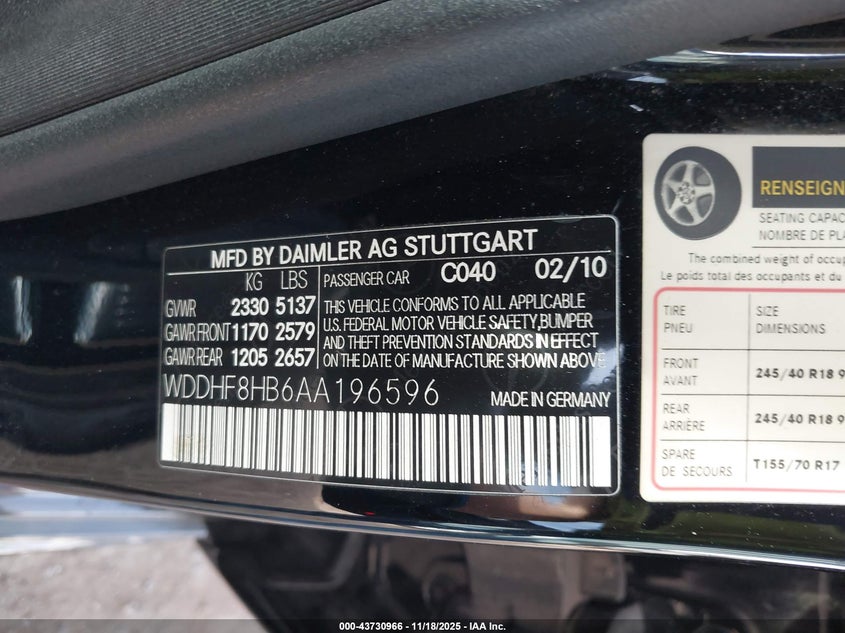 MFD BY DAIMLER AG STUTTGART
KG LBS
GVWR 2330 5137
GAWR FRONT 1170 2579
GAWR REAR 1205 2657
PASSENGER CAR C040 02/10
THIS VEHICLE CONFORMS TO ALL APPLICABLE
U.S. FEDERAL MOTOR VEHICLE SAFETY, BUMPER
AND THEFT PREVENTION STANDARDS IN EFFECT
ON THE DATE OF MANUFACTURE SHOWN ABOVE
WDDHF8HB6AA196596 MADE IN GERMANY
RENSEIGN
SEATING CAPAC
NOMBRE DE PLA
The combined weight of occup
Le poids total des occupants et du
TIRE SIZE
PNEU DIMENSIONS
FRONT
AVANT 245/40 R18 9
REAR
ARRIÈRE 245/40 R18 9
SPARE
DE SECOURS T155/70 R17
000-43730966 - 11/18/2025 - IAA Inc.